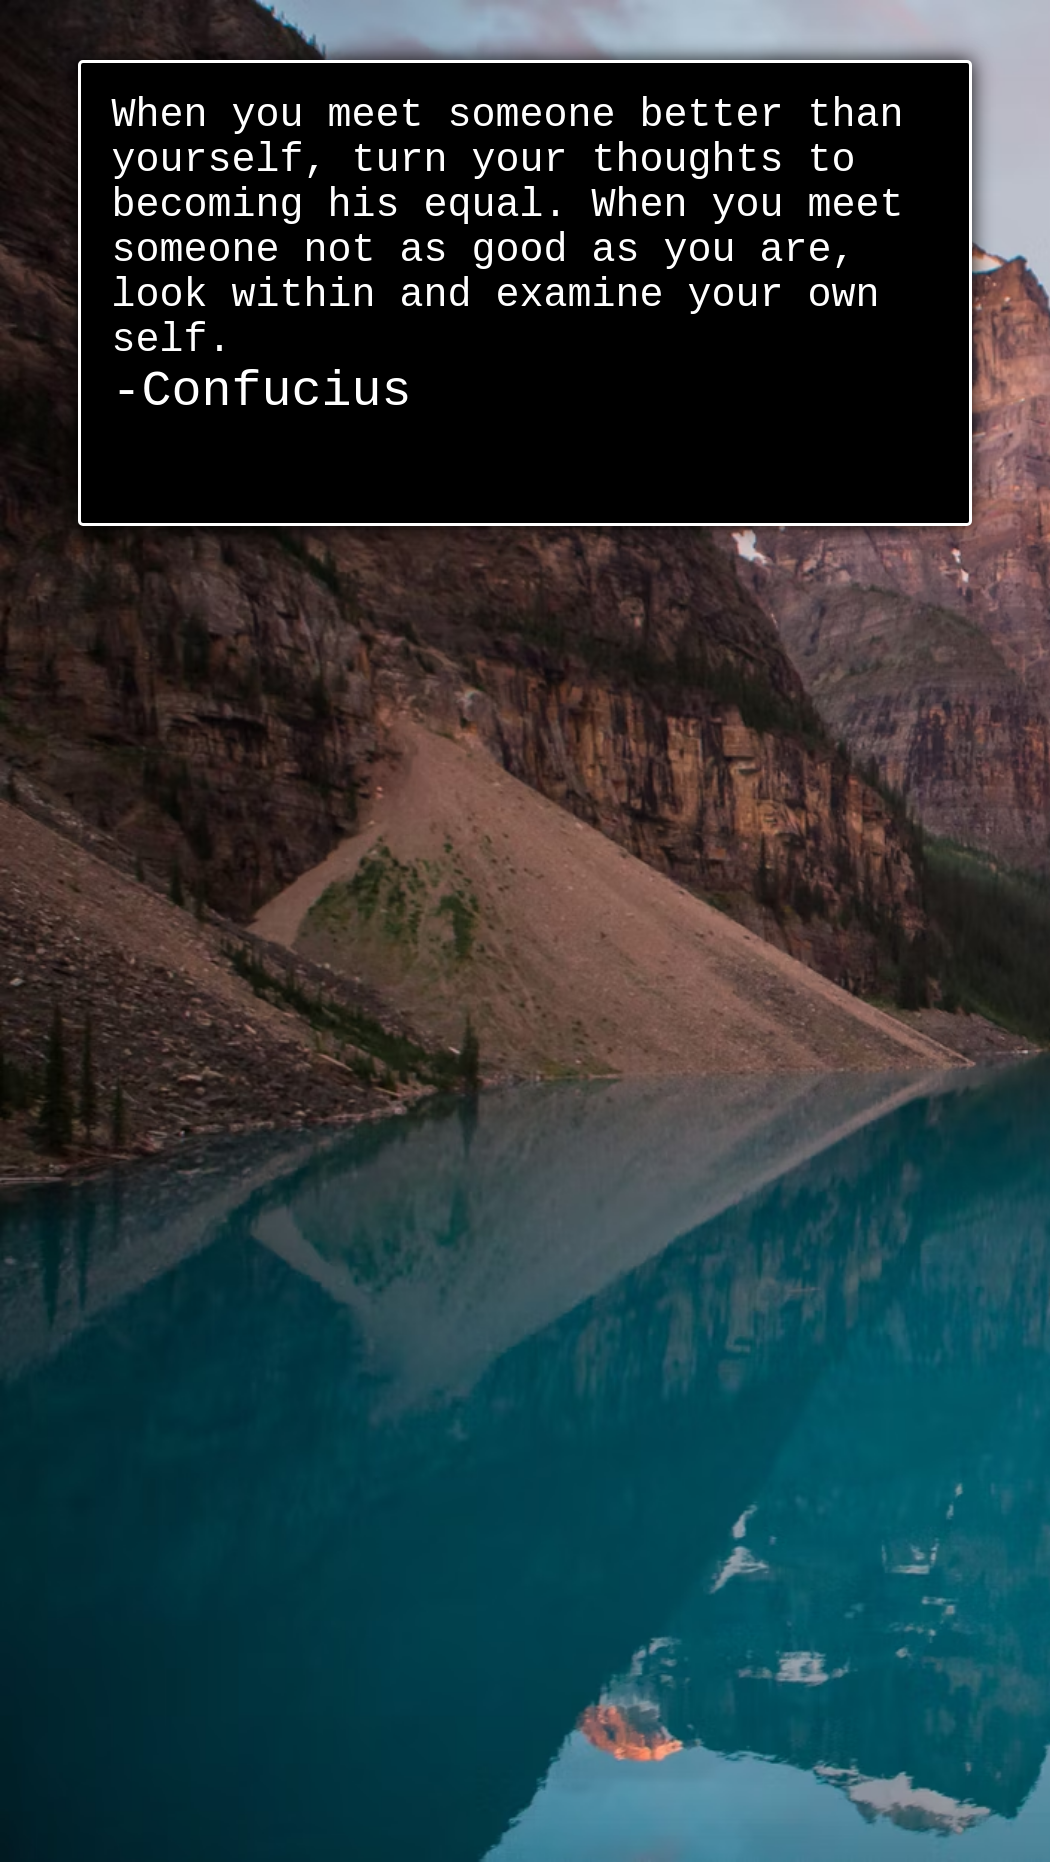 When you meet someone better than
yourself, turn your thoughts to
becoming his equal. When you meet
someone not as good as you are,
look within and examine your own
self.
-Confucius